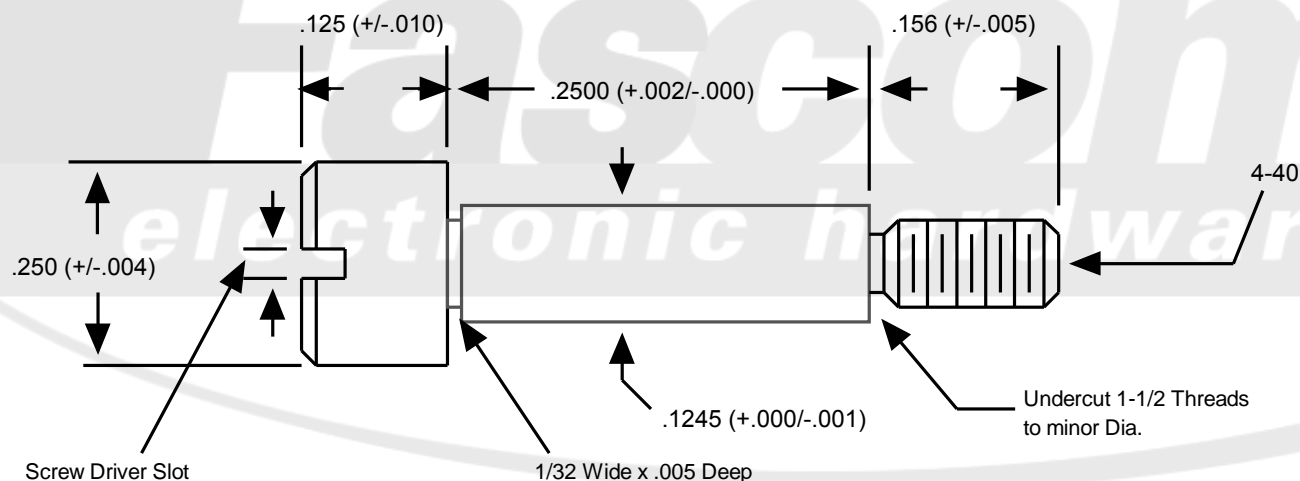 .125 (+/-.010)
.156 (+/-.005)
.2500 (+.002/-.000)
4-40
electronic hardwar
.250 (+/-.004)
.1245 (+.000/-.001)
Undercut 1-1/2 Threads
to minor Dia.
Screw Driver Slot
1/32 Wide x .005 Deep